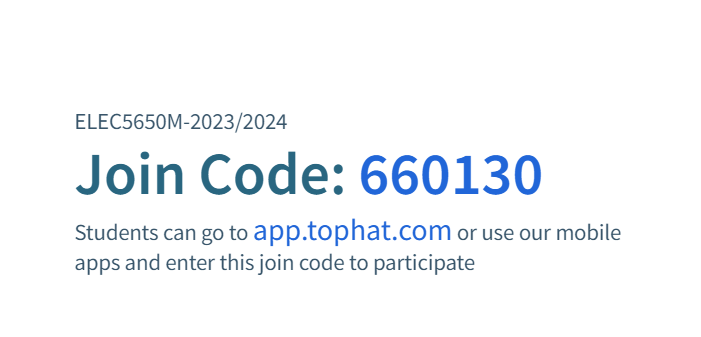 ELEC5650M-2023/2024
Join Code: 660130
Students can go to app.tophat.com or use our mobile
apps and enter this join code to participate